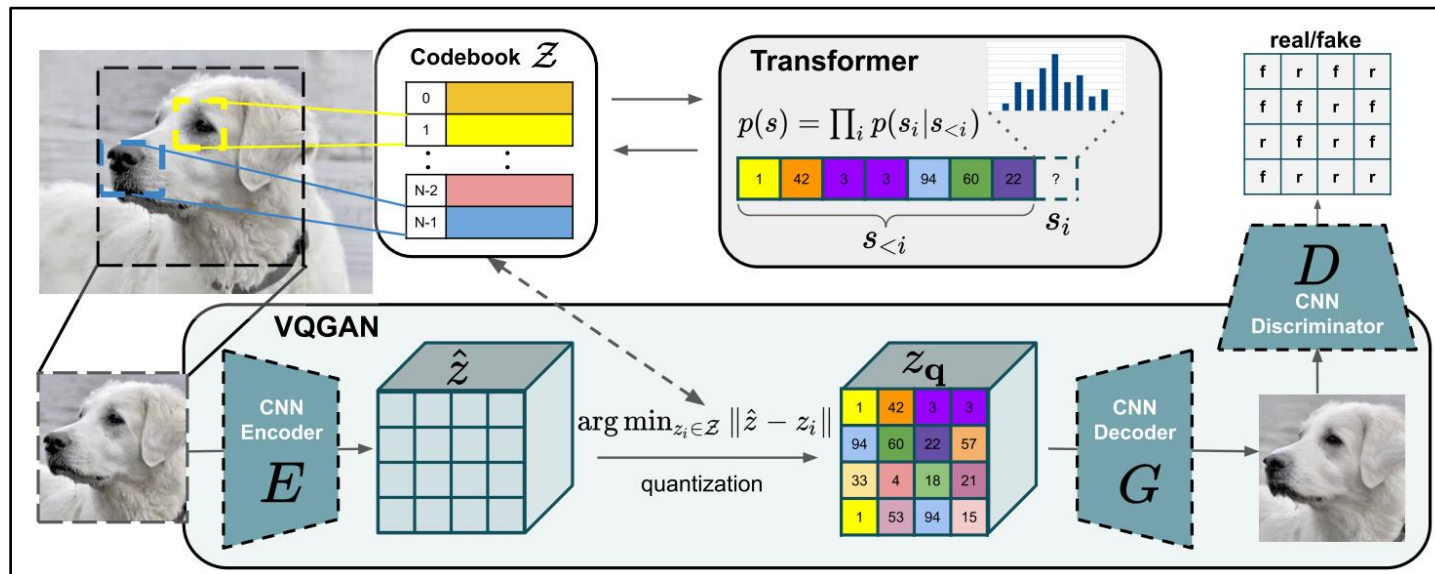 Codebook 𝒵
0
1
⋮ ⋮
N-2
N-1
Transformer
p(s) = ∏ᵢ p(sᵢ|s<ᵢ)
1 42 3 3 94 60 22 ?
s<ᵢ
sᵢ
real/fake
f r f r
f f r f
r f r f
f r r r
D
CNN
Discriminator
VQGAN
CNN
Encoder
E
ẑ
arg min_{zᵢ∈𝒵} ‖ẑ − zᵢ‖
quantization
z_𝐪
1 42 3 3
94 60 22 57
33 4 18 21
1 53 94 15
CNN
Decoder
G